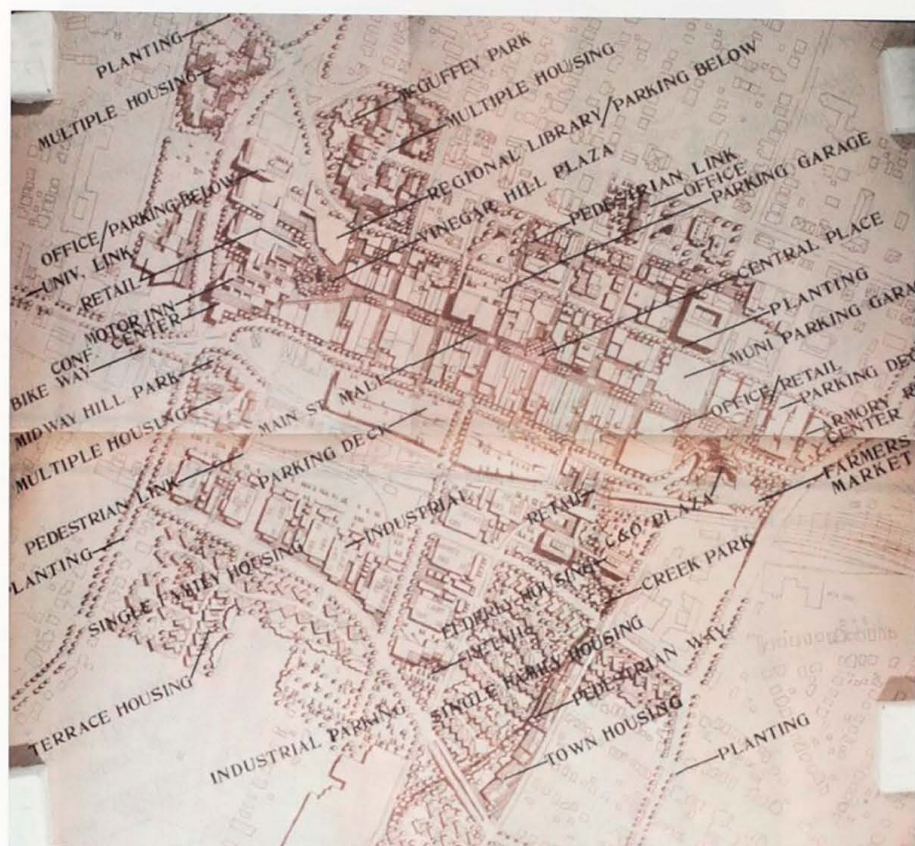 PLANTING
MULTIPLE HOUSING
McGUFFEY PARK
MULTIPLE HOUSING
REGIONAL LIBRARY/PARKING BELOW
VINEGAR HILL PLAZA
PEDESTRIAN LINK
OFFICE
PARKING GARAGE
CENTRAL PLACE
PLANTING
MUNI PARKING GARA
OFFICE/RETAIL
PARKING DE
ARMORY R
CENTER
FARMERS
MARKET
OFFICE/PARKING BELOW
UNIV. LINK
RETAIL
MOTOR INN
CONF. CENTER
BIKE WAY
MIDWAY HILL PARK
MULTIPLE HOUSING
MAIN ST. MALL
PARKING DECK
PEDESTRIAN LINK
PLANTING
INDUSTRIAL
RETAIL
C&O PLAZA
SINGLE FAMILY HOUSING
ELDERLY HOUSING
CREEK PARK
TERRACE HOUSING
SINGLE FAMILY HOUSING
PEDESTRIAN WAY
INDUSTRIAL PARKING
TOWN HOUSING
PLANTING